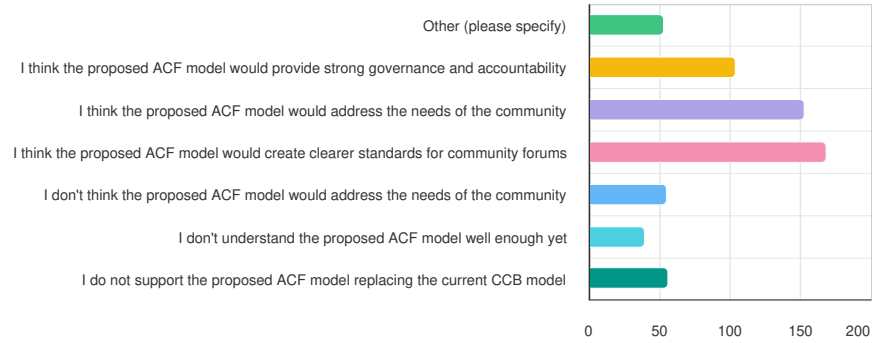 Other (please specify)
I think the proposed ACF model would provide strong governance and accountability
I think the proposed ACF model would address the needs of the community
I think the proposed ACF model would create clearer standards for community forums
I don't think the proposed ACF model would address the needs of the community
I don't understand the proposed ACF model well enough yet
I do not support the proposed ACF model replacing the current CCB model
0 50 100 150 200